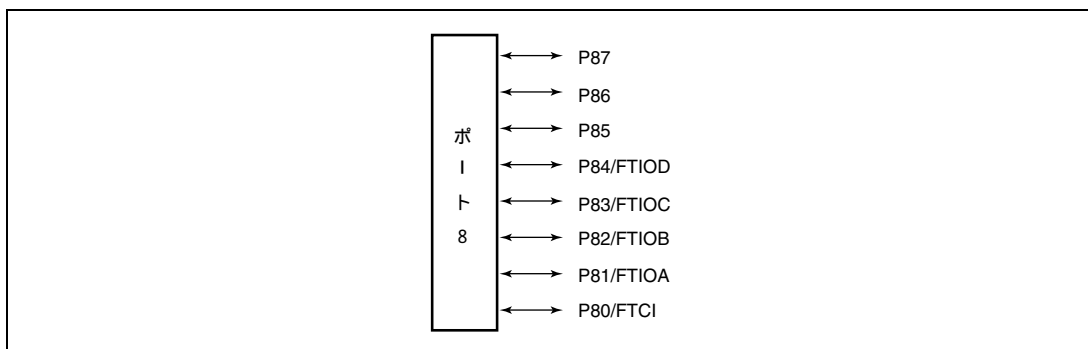 ポート8
P87
P86
P85
P84/FTIOD
P83/FTIOC
P82/FTIOB
P81/FTIOA
P80/FTCI